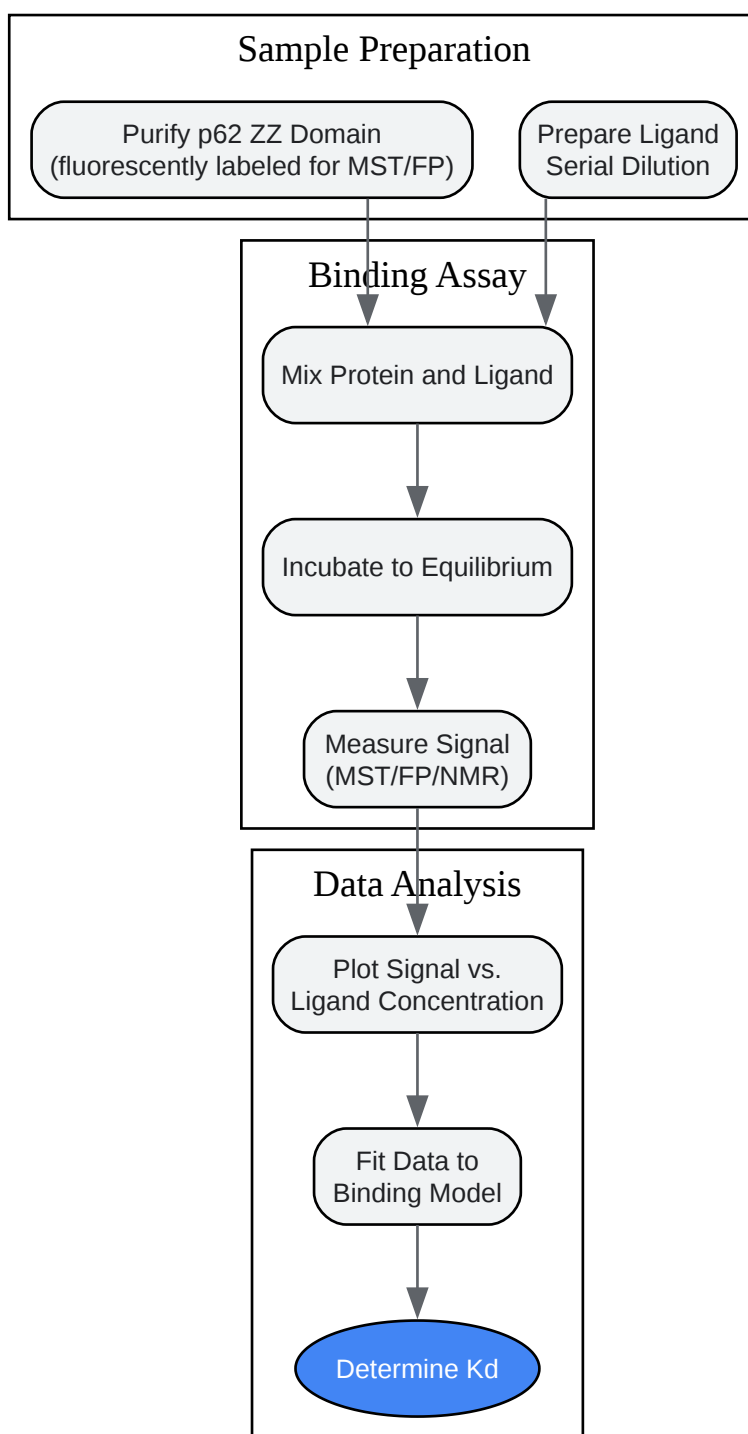 Sample Preparation
Purify p62 ZZ Domain
(fluorescently labeled for MST/FP)
Prepare Ligand
Serial Dilution
Binding Assay
Mix Protein and Ligand
Incubate to Equilibrium
Measure Signal
(MST/FP/NMR)
Data Analysis
Plot Signal vs.
Ligand Concentration
Fit Data to
Binding Model
Determine Kd